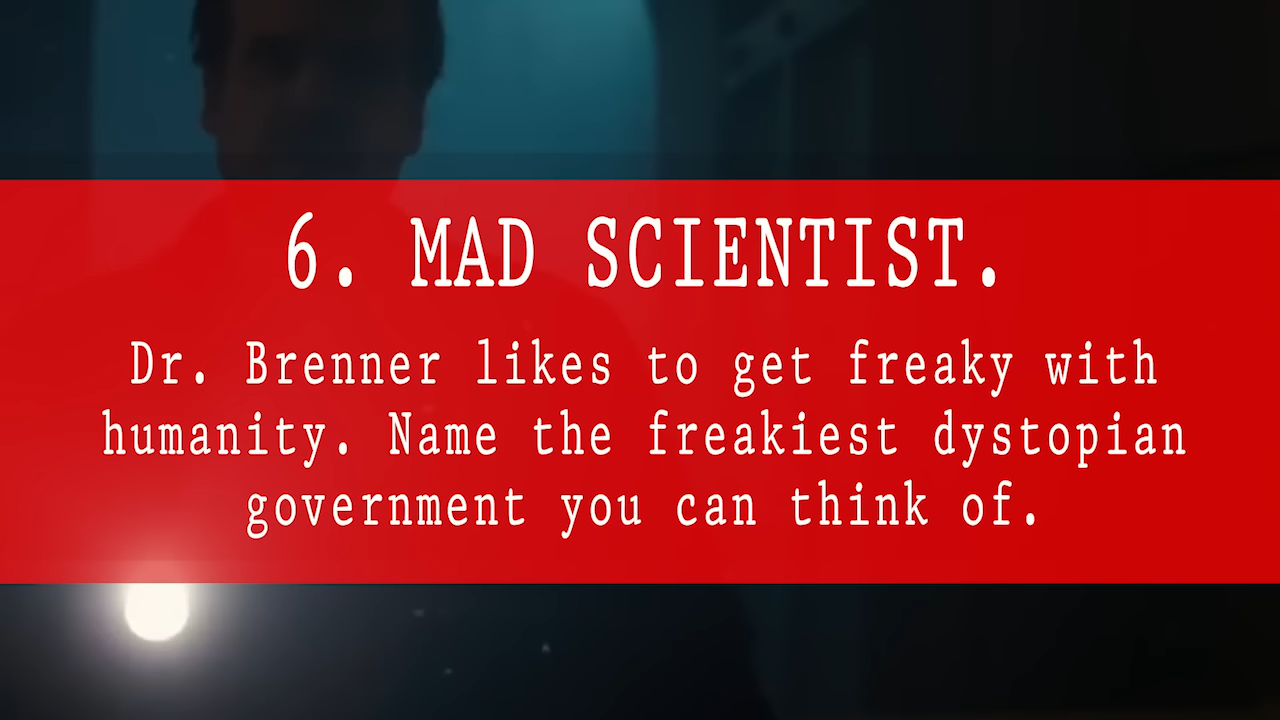 6. MAD SCIENTIST.
Dr. Brenner likes to get freaky with
humanity. Name the freakiest dystopian
government you can think of.